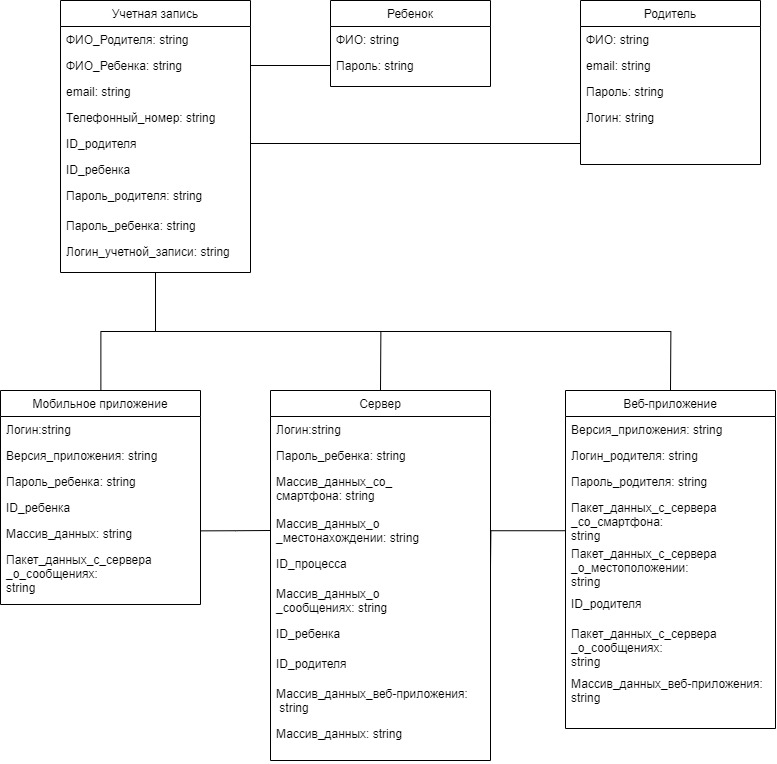 Учетная запись
ФИО_Родителя: string
ФИО_Ребенка: string
email: string
Телефонный_номер: string
ID_родителя
ID_ребенка
Пароль_родителя: string
Пароль_ребенка: string
Логин_учетной_записи: string
Ребенок
ФИО: string
Пароль: string
Родитель
ФИО: string
email: string
Пароль: string
Логин: string
Мобильное приложение
Логин:string
Версия_приложения: string
Пароль_ребенка: string
ID_ребенка
Массив_данных: string
Пакет_данных_с_сервера
_о_сообщениях:
string
Сервер
Логин:string
Пароль_ребенка: string
Массив_данных_со_
смартфона: string
Массив_данных_о
_местонахождении: string
ID_процесса
Массив_данных_о
_сообщениях: string
ID_ребенка
ID_родителя
Массив_данных_веб-приложения:
string
Массив_данных: string
Веб-приложение
Версия_приложения: string
Логин_родителя: string
Пароль_родителя: string
Пакет_данных_с_сервера
_со_смартфона:
string
Пакет_данных_с_сервера
_о_местоположении:
string
ID_родителя
Пакет_данных_с_сервера
_о_сообщениях:
string
Массив_данных_веб-приложения:
string